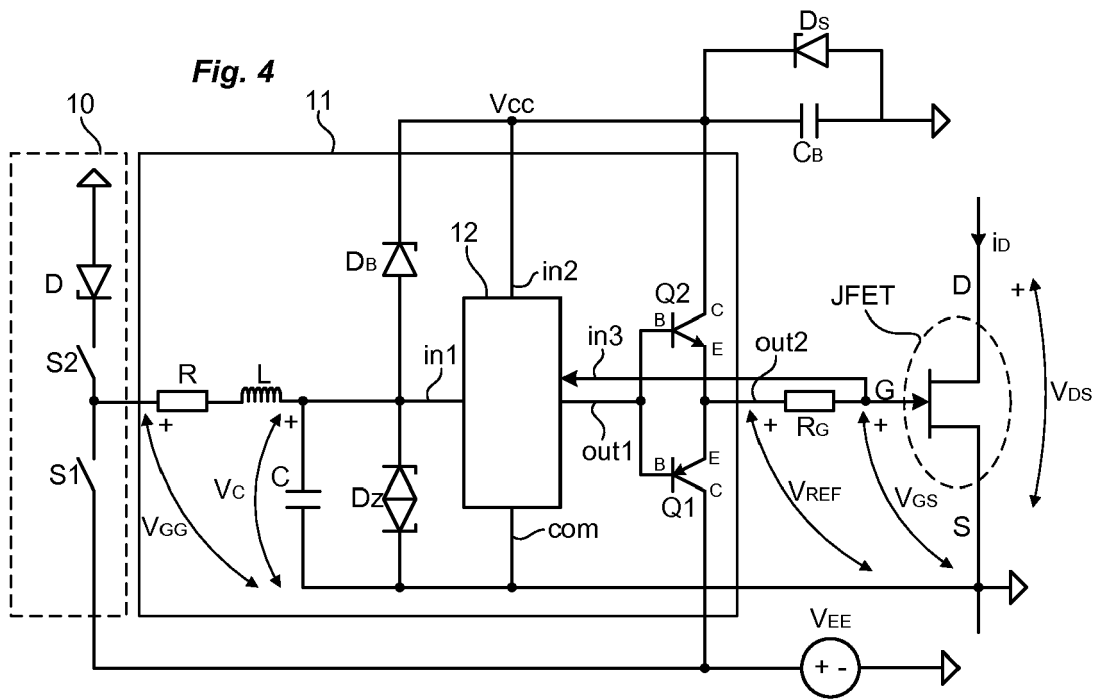 Fig. 4
DS
10
11
VCC
CB
12
DB
in2
iD
D
Q2
B
C
E
JFET
D
+
in3
S2
out2
in1
R
L
G
VDS
+
+
+
RG
+
out1
S1
VC
C
DZ
B
E
Q1
C
VREF
VGS
VGG
com
S
VEE
+ -